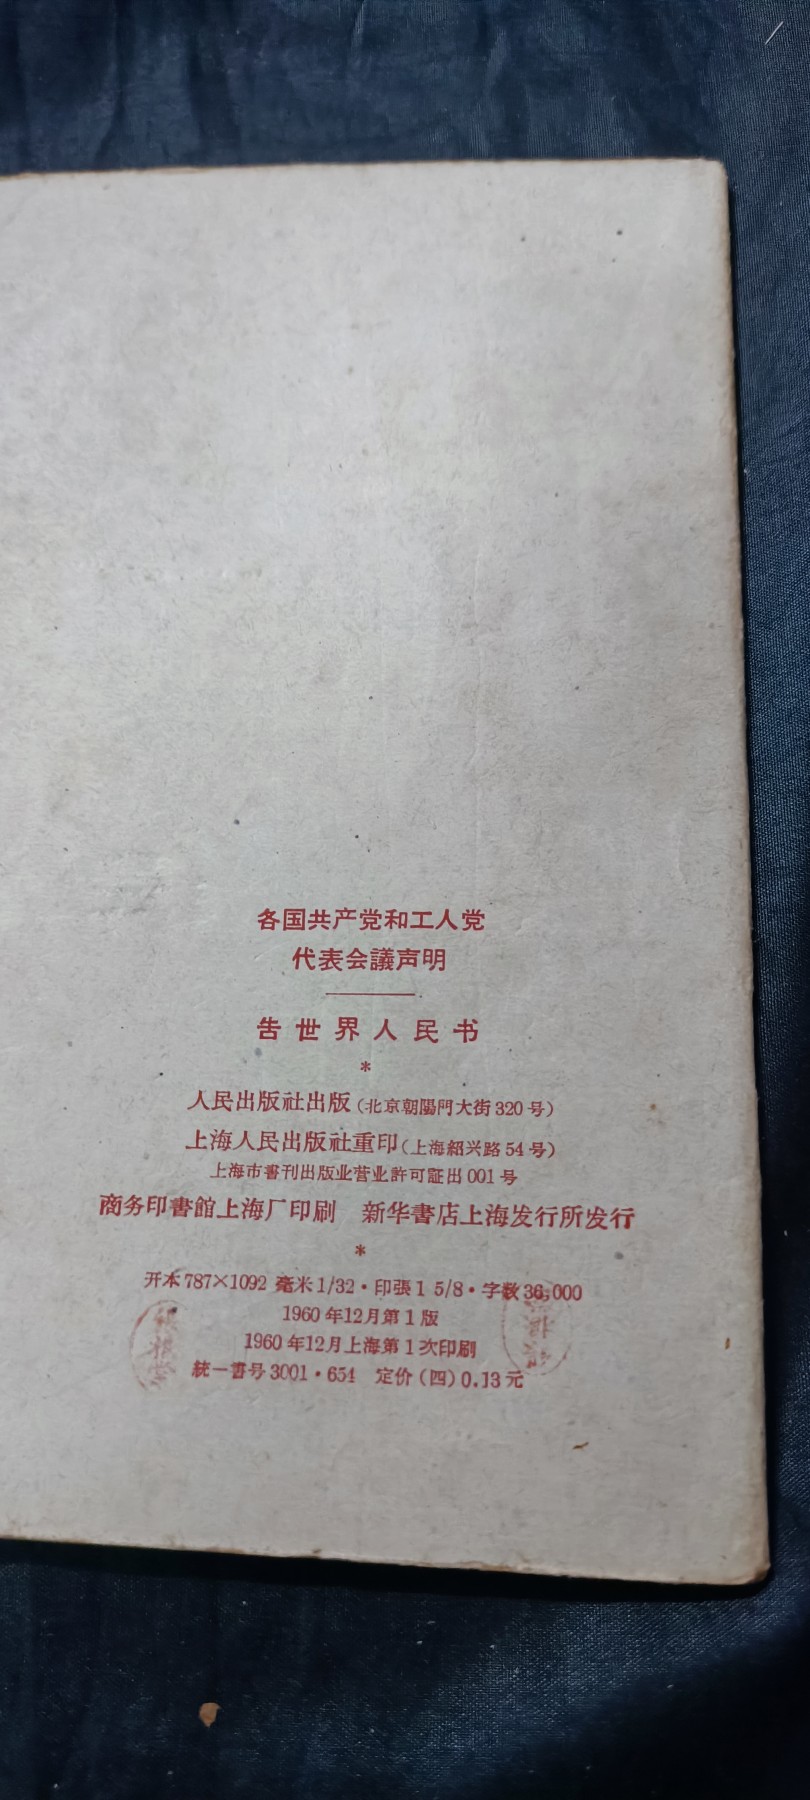 各国共产党和工人党
代表会議声明
告世界人民书
*
人民出版社出版(北京朝陽門大街320号)
上海人民出版社重印(上海紹兴路54号)
上海市書刊出版业营业許可証出001号
商务印書館上海厂印刷 新华書店上海发行所发行
*
开本787×1092 毫米1/32·印張1 5/8·字数36,000
1960年12月第1版
1960年12月上海第1次印刷
統一書号3001·654 定价(四)0.13元